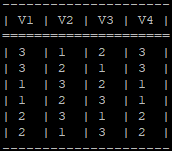 | V1 | V2 | V3 | V4 |
| 3 | 1 | 2 | 3 |
| 3 | 2 | 1 | 3 |
| 1 | 3 | 2 | 1 |
| 1 | 2 | 3 | 1 |
| 2 | 3 | 1 | 2 |
| 2 | 1 | 3 | 2 |